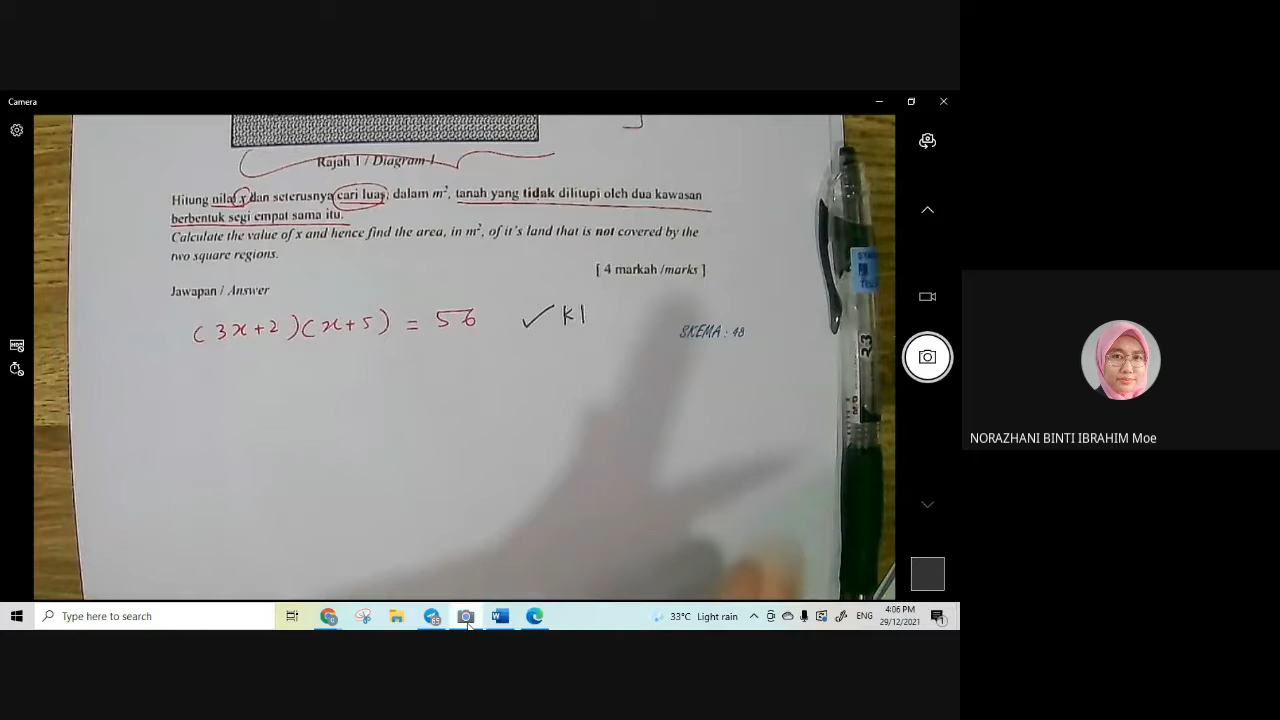 Camera
Rajah 1 / Diagram 1
Hitung nilai x dan seterusnya cari luas, dalam m², tanah yang tidak dilitupi oleh dua kawasan
berbentuk segi empat sama itu.
Calculate the value of x and hence find the area, in m², of it's land that is not covered by the
two square regions.
[ 4 markah /marks ]
Jawapan / Answer
(3x+2)(x+5) = 56 ✓ K1
SKEMA : 48
NORAZHANI BINTI IBRAHIM Moe
Type here to search
33°C Light rain
ENG
4:06 PM
29/12/2021